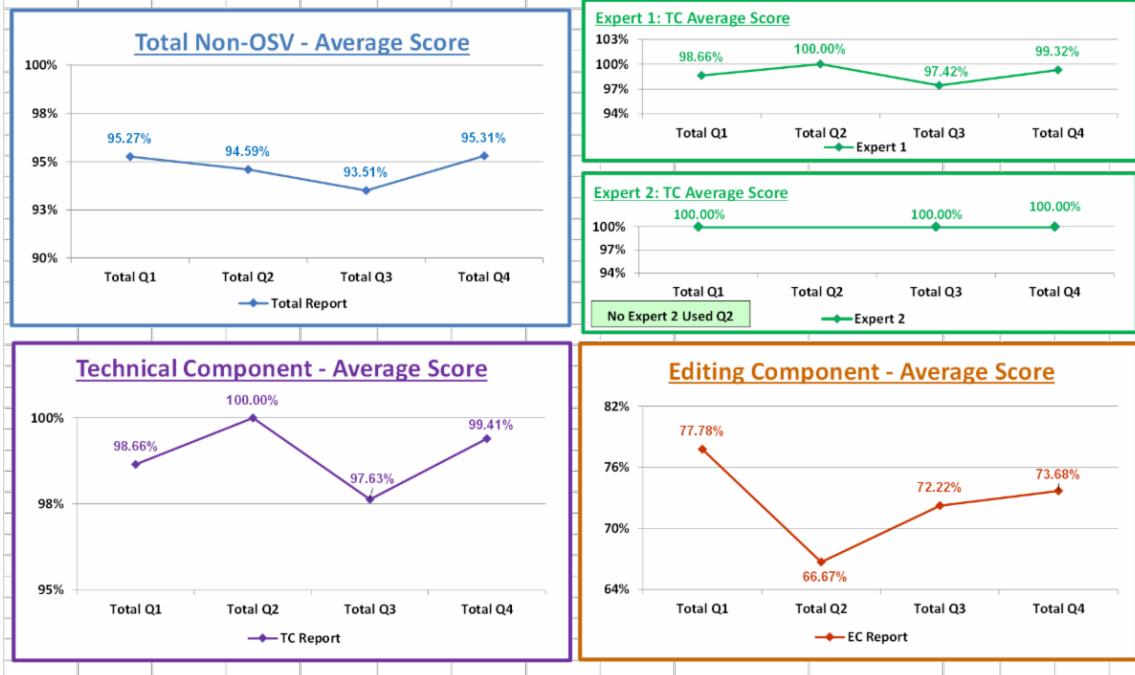 Total Non-OSV - Average Score
100%
98%
95%
93%
90%
95.27%
94.59%
93.51%
95.31%
Total Q1 Total Q2 Total Q3 Total Q4
Total Report
Expert 1: TC Average Score
103%
100%
97%
94%
98.66%
100.00%
97.42%
99.32%
Total Q1 Total Q2 Total Q3 Total Q4
Expert 1
Expert 2: TC Average Score
100.00%
100.00%
100.00%
100%
97%
94%
Total Q1 Total Q2 Total Q3 Total Q4
No Expert 2 Used Q2
Expert 2
Technical Component - Average Score
100%
98%
95%
98.66%
100.00%
97.63%
99.41%
Total Q1 Total Q2 Total Q3 Total Q4
TC Report
Editing Component - Average Score
82%
76%
70%
64%
77.78%
66.67%
72.22%
73.68%
Total Q1 Total Q2 Total Q3 Total Q4
EC Report